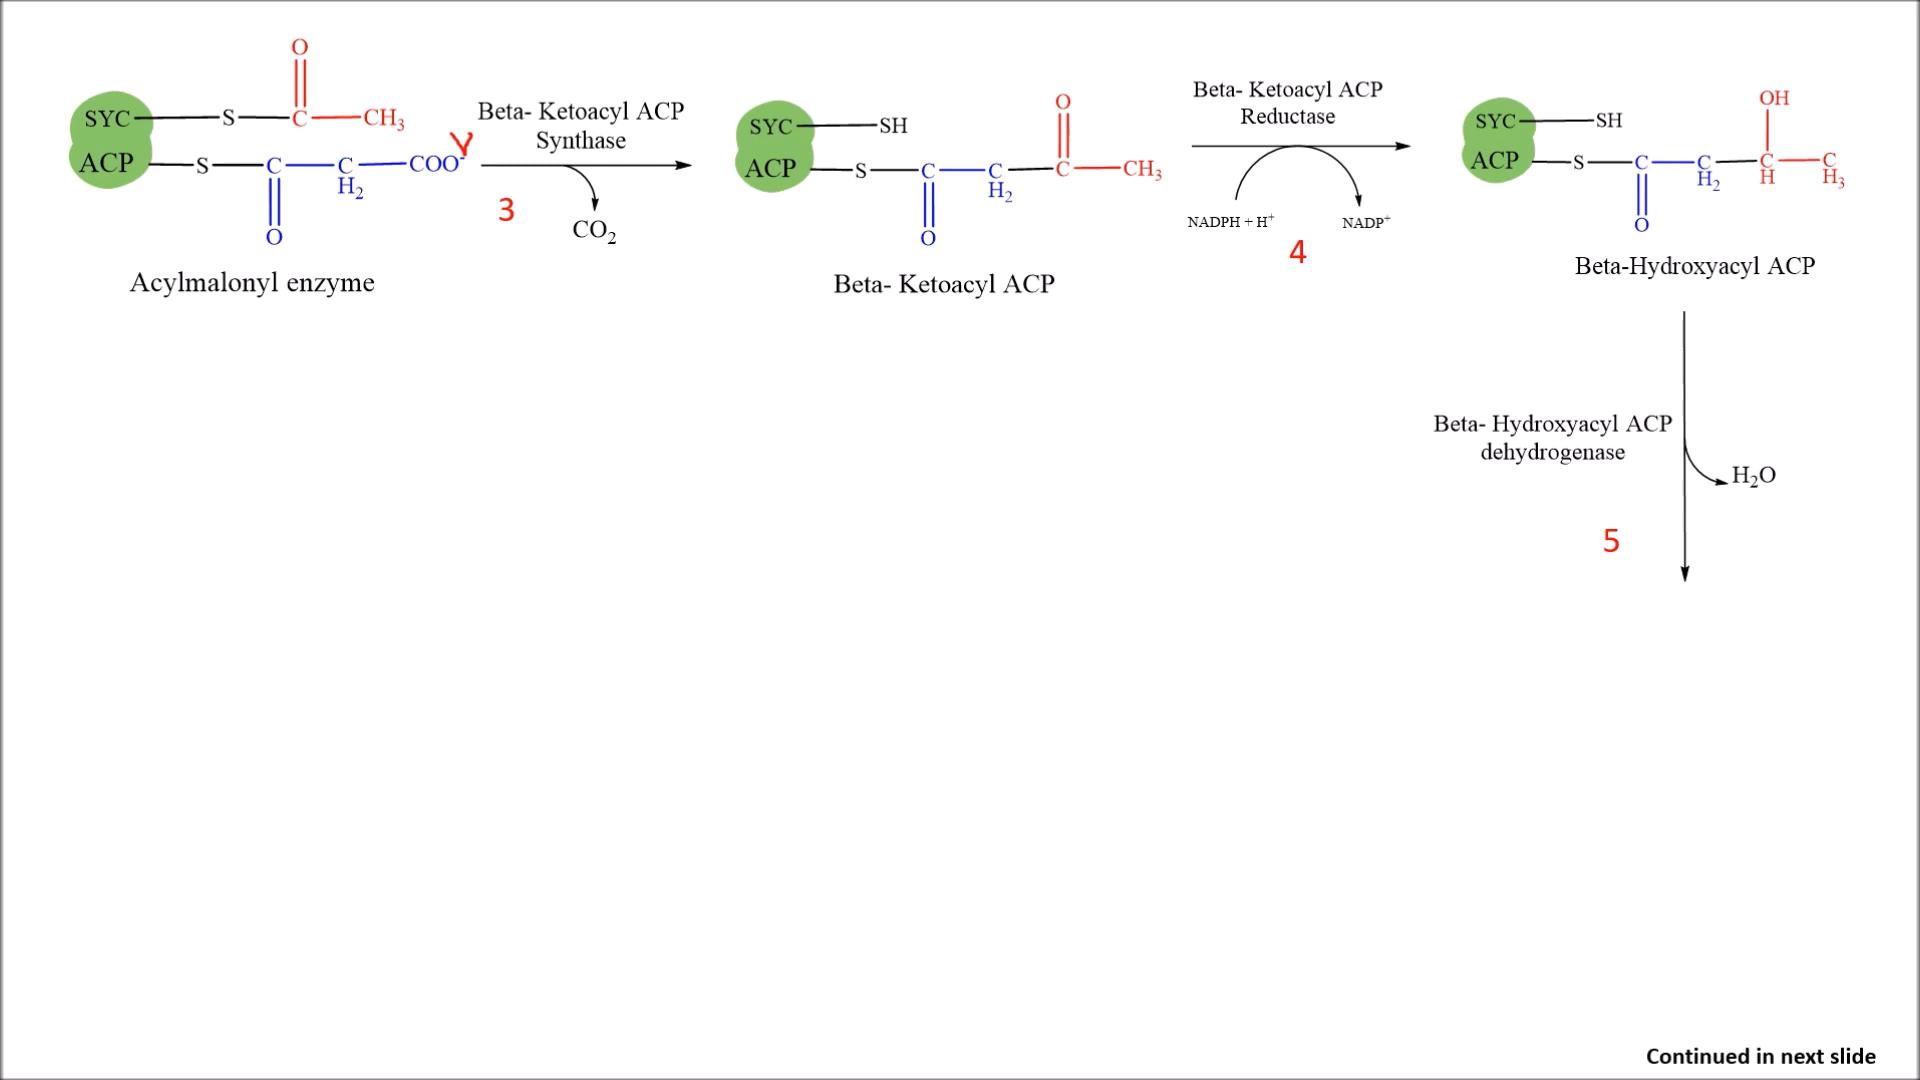 O
SYC S C CH3
ACP S C C COO-
H2
O
Acylmalonyl enzyme
Beta- Ketoacyl ACP
Synthase
3
CO2
O
SYC SH
ACP S C C C CH3
H2
O
Beta- Ketoacyl ACP
Beta- Ketoacyl ACP
Reductase
NADPH + H+
NADP+
4
OH
SYC SH
ACP S C C C C
H2 H H3
O
Beta-Hydroxyacyl ACP
Beta- Hydroxyacyl ACP
dehydrogenase
H2O
5
Continued in next slide